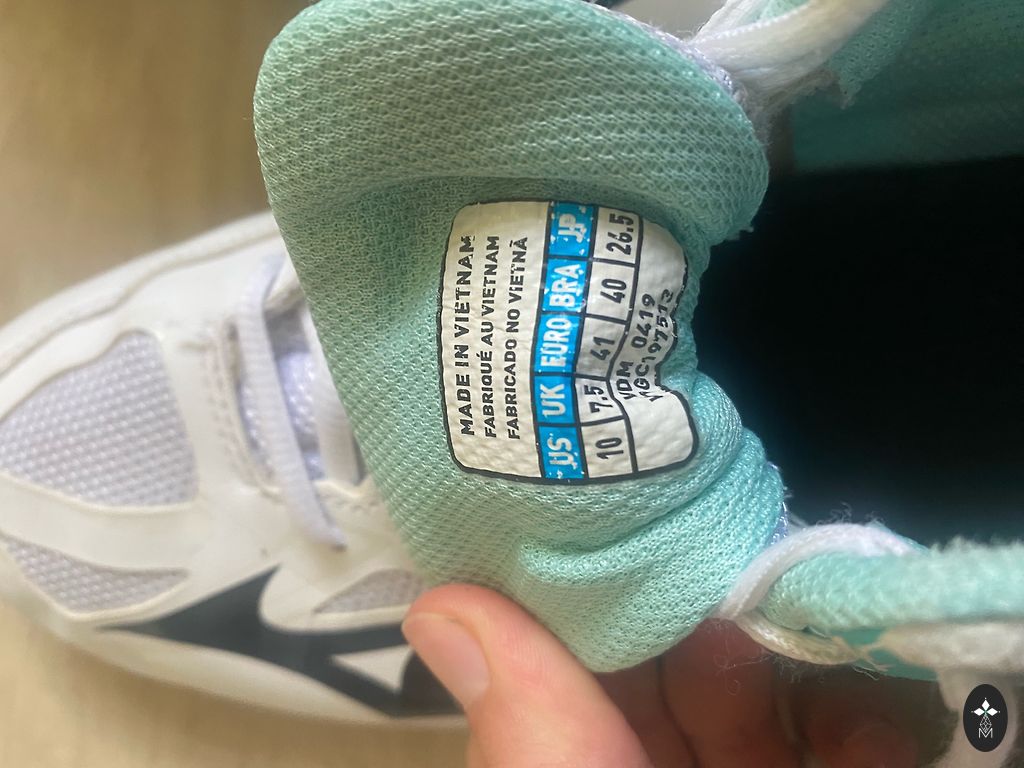 MADE IN VIETNAM
FABRIQUÉ AU VIETNAM
FABRICADO NO VIETNÃ
US UK EURO BRA JP
10 7.5 41 40 26.5
VDM 0419
M